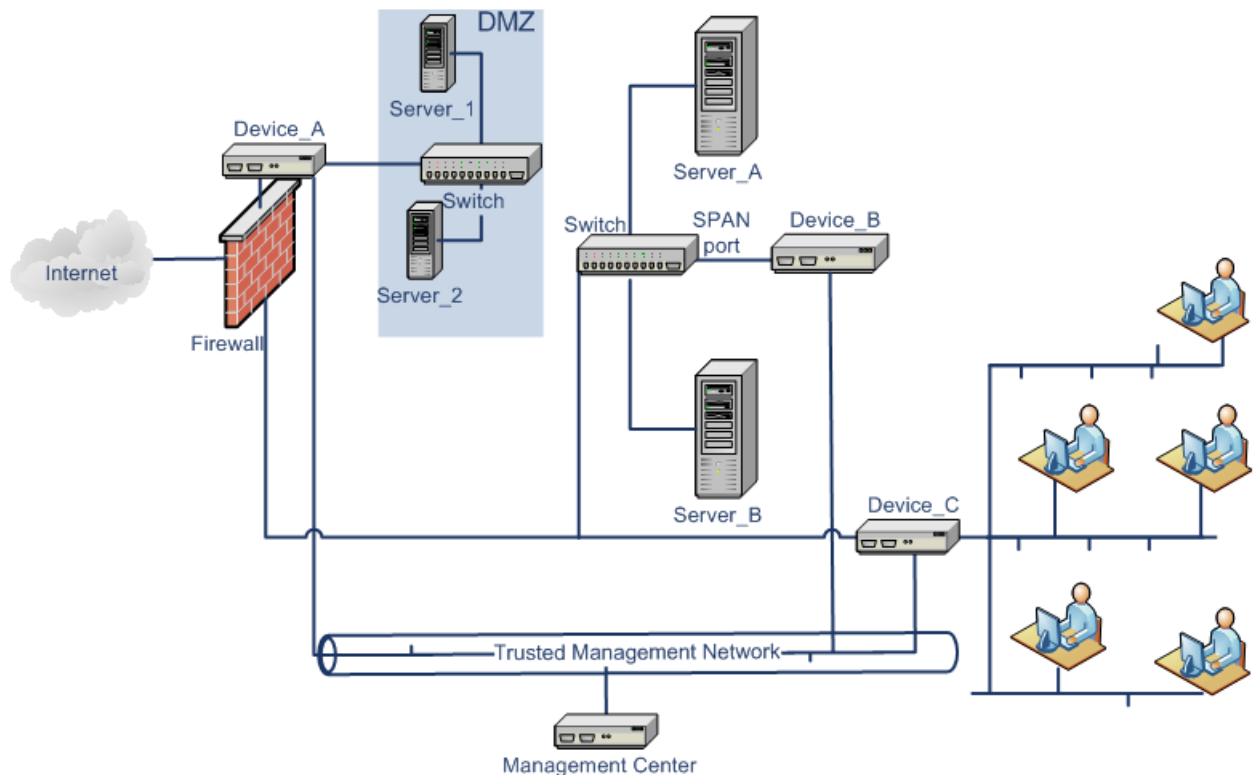 DMZ
Server_1
Device_A
Switch
Server_2
Internet
Firewall
Server_A
Switch
SPAN
port
Device_B
Server_B
Device_C
Trusted Management Network
Management Center